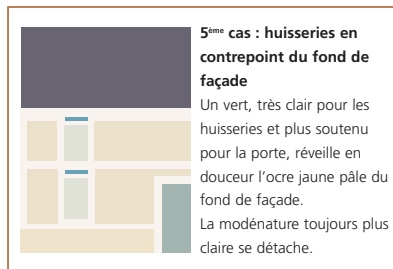 5ème cas : huisseries en
contrepoint du fond de
façade
Un vert, très clair pour les
huisseries et plus soutenu
pour la porte, réveille en
douceur l'ocre jaune pâle du
fond de façade.
La modénature toujours plus
claire se détache.